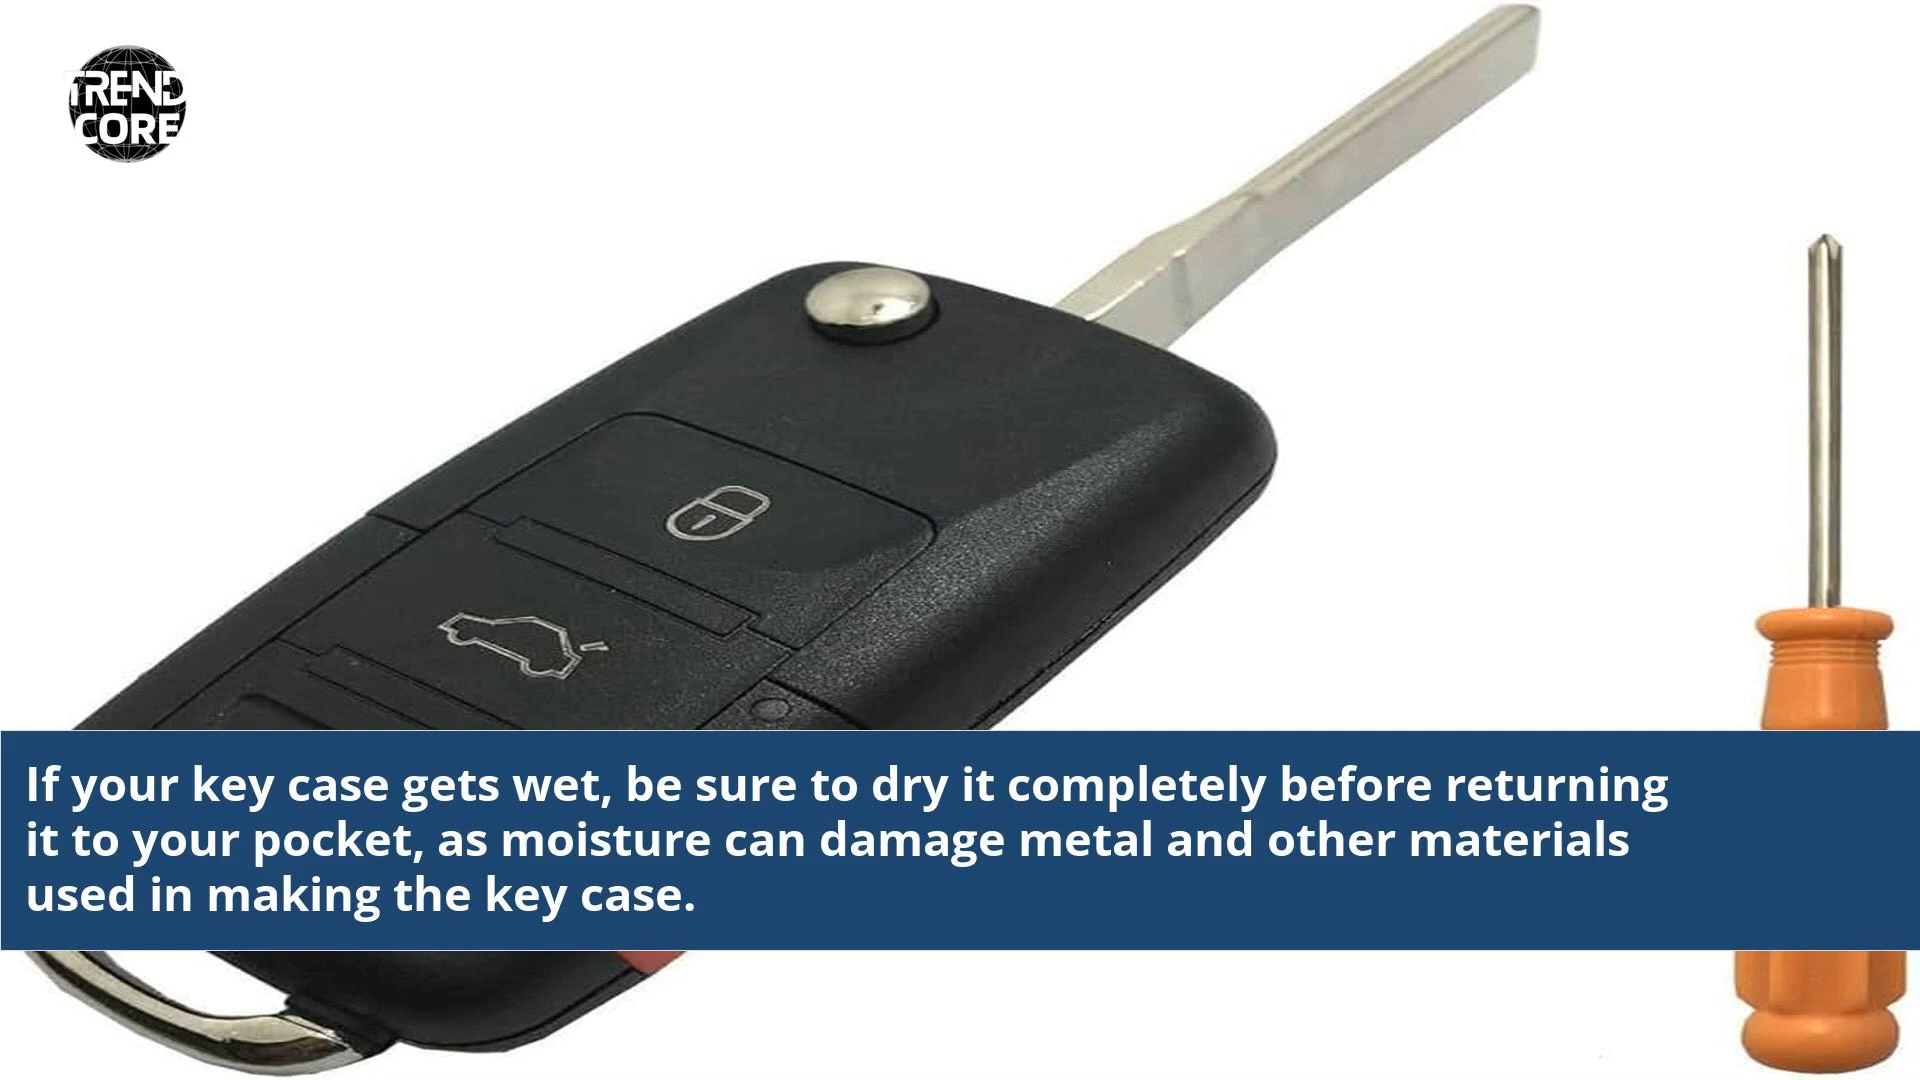 TREND
CORE
If your key case gets wet, be sure to dry it completely before returning
it to your pocket, as moisture can damage metal and other materials
used in making the key case.